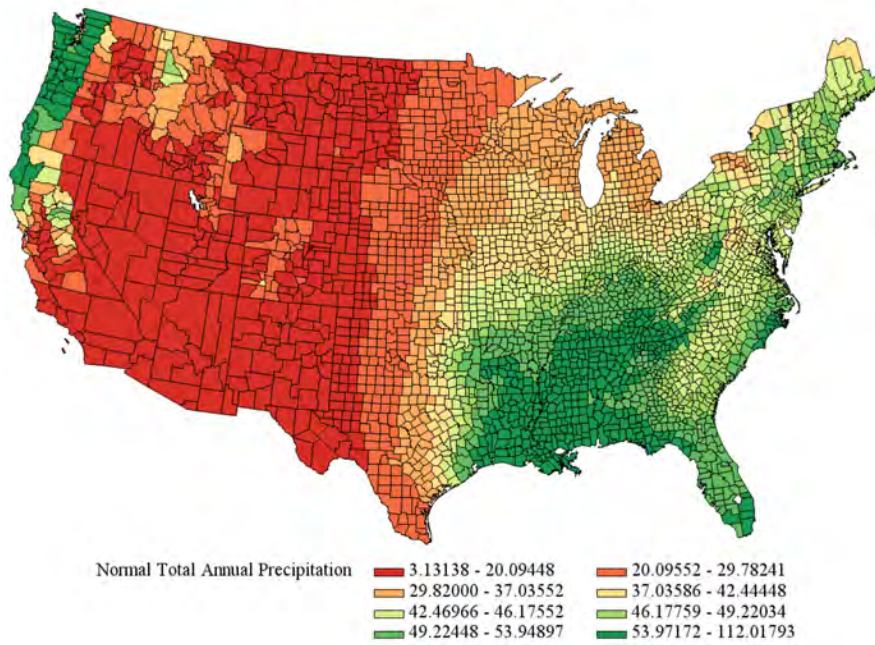 Normal Total Annual Precipitation
3.13138 - 20.09448
20.09552 - 29.78241
29.82000 - 37.03552
37.03586 - 42.44448
42.46966 - 46.17552
46.17759 - 49.22034
49.22448 - 53.94897
53.97172 - 112.01793